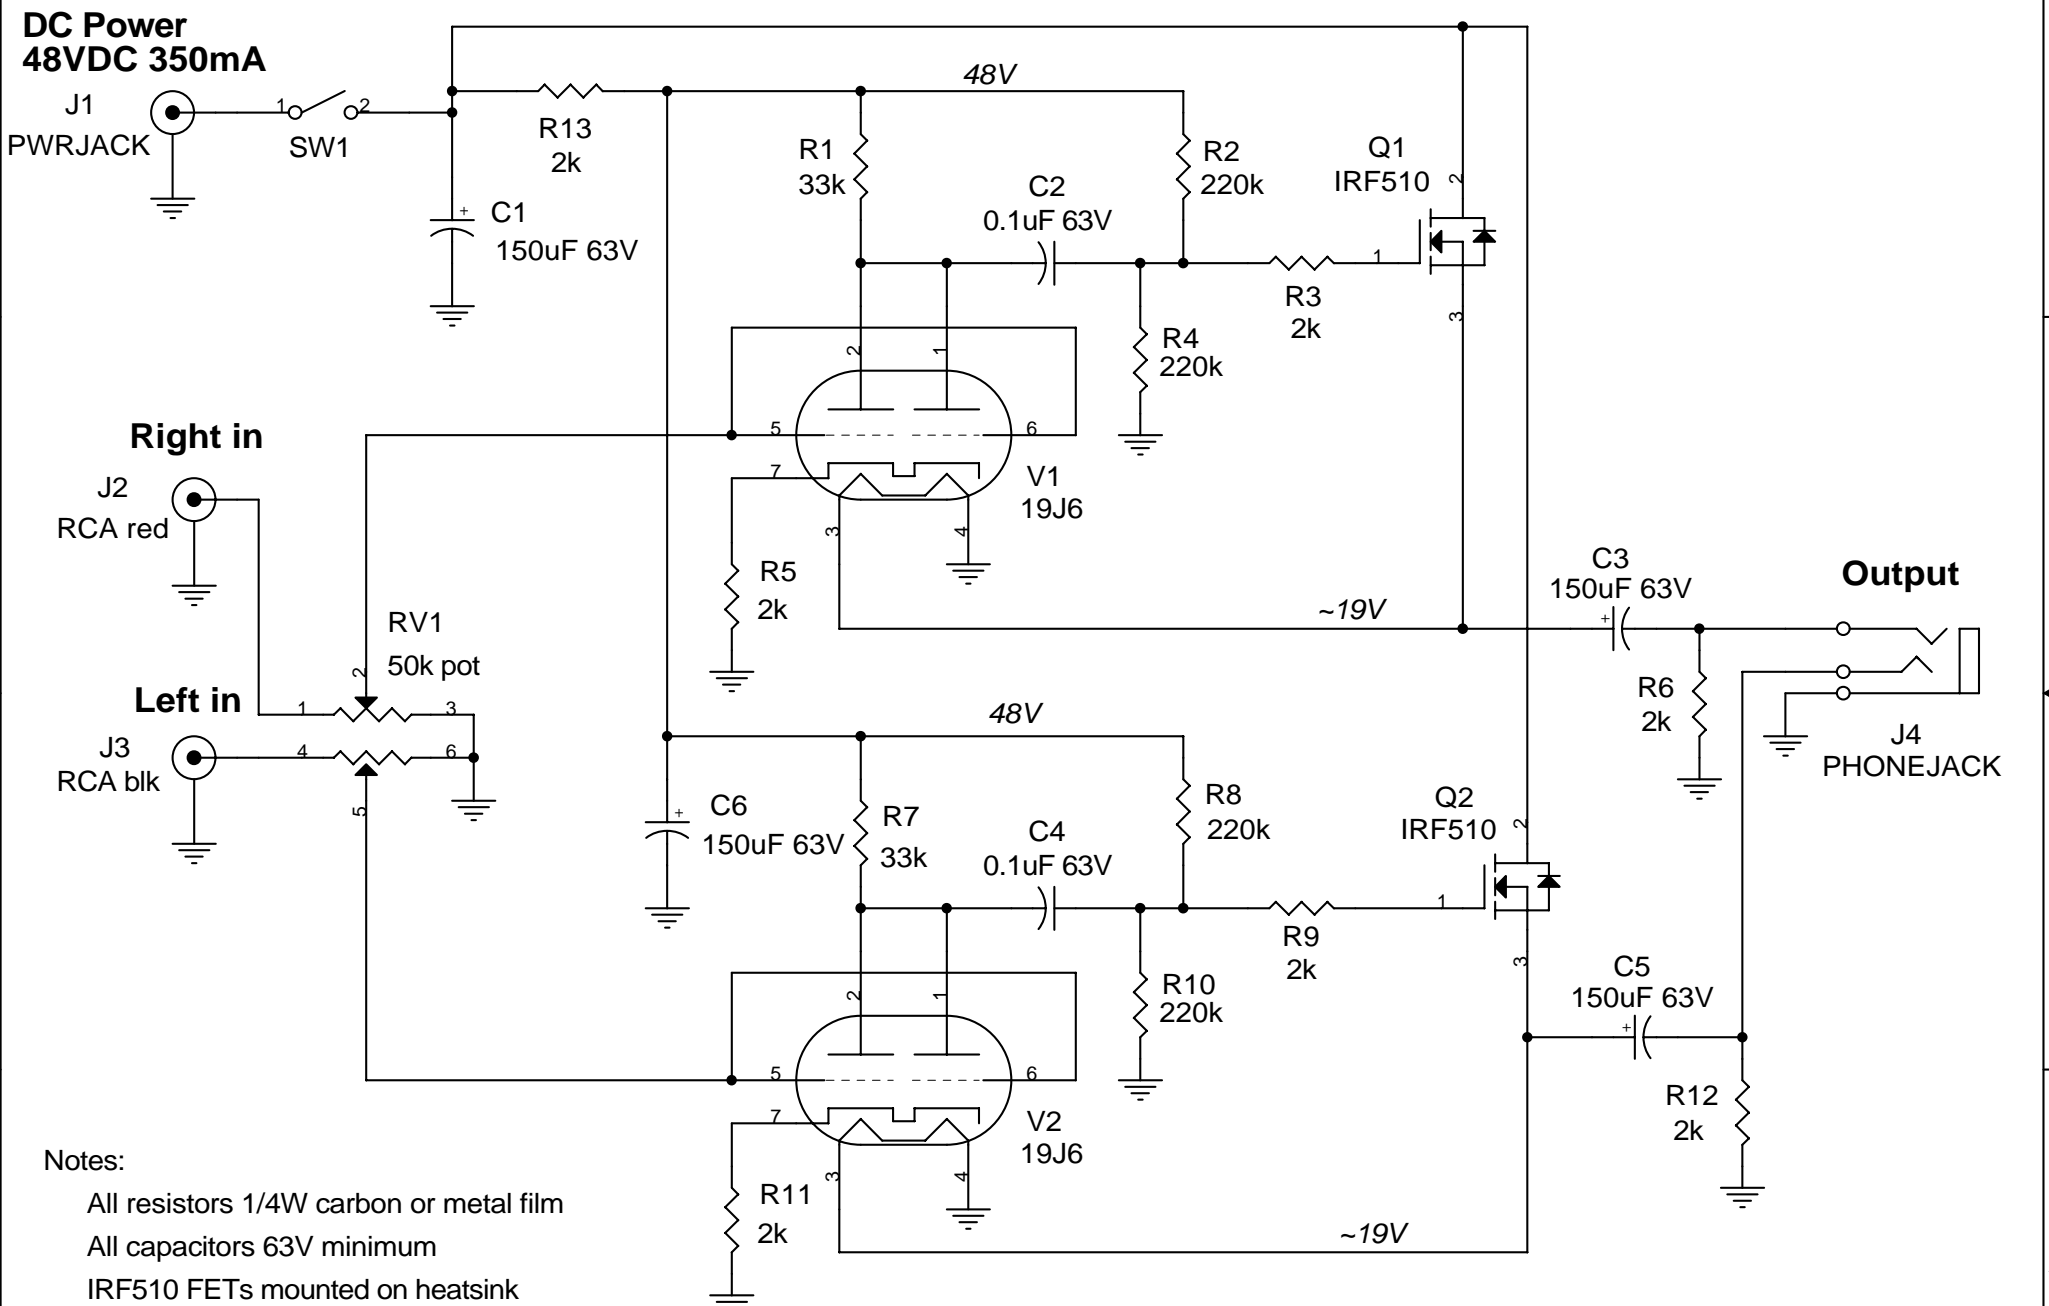 DC Power
48VDC 350mA
J1
PWRJACK
1
2
SW1
R13
2k
C1
150uF 63V
+
48V
R1
33k
C2
0.1uF 63V
R2
220k
Q1
IRF510
2
1
3
R3
2k
R4
220k
2
1
5
6
7
V1
19J6
3
4
R5
2k
~19V
Right in
J2
RCA red
RV1
50k pot
2
1
3
Left in
J3
RCA blk
4
6
5
C3
150uF 63V
+
Output
R6
2k
J4
PHONEJACK
48V
C6
150uF 63V
+
R7
33k
C4
0.1uF 63V
R8
220k
Q2
IRF510
2
1
3
R9
2k
R10
220k
2
1
5
6
7
V2
19J6
3
4
R11
2k
~19V
C5
150uF 63V
+
R12
2k
Notes:
All resistors 1/4W carbon or metal film
All capacitors 63V minimum
IRF510 FETs mounted on heatsink